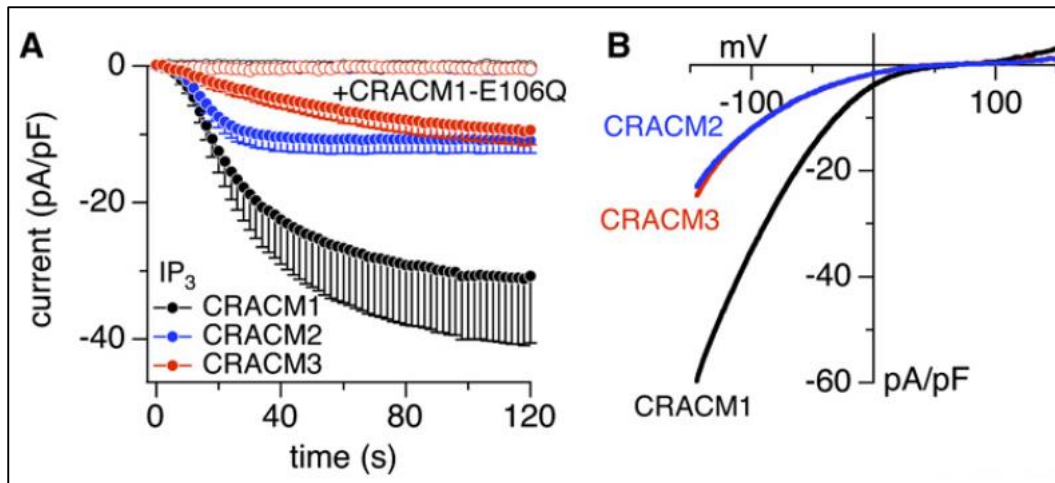 A
0
-20
-40
current (pA/pF)
+CRACM1-E106Q
IP3
CRACM1
CRACM2
CRACM3
0 40 80 120
time (s)
B
mV
-100 100
CRACM2
CRACM3
CRACM1
-20
-40
-60 pA/pF